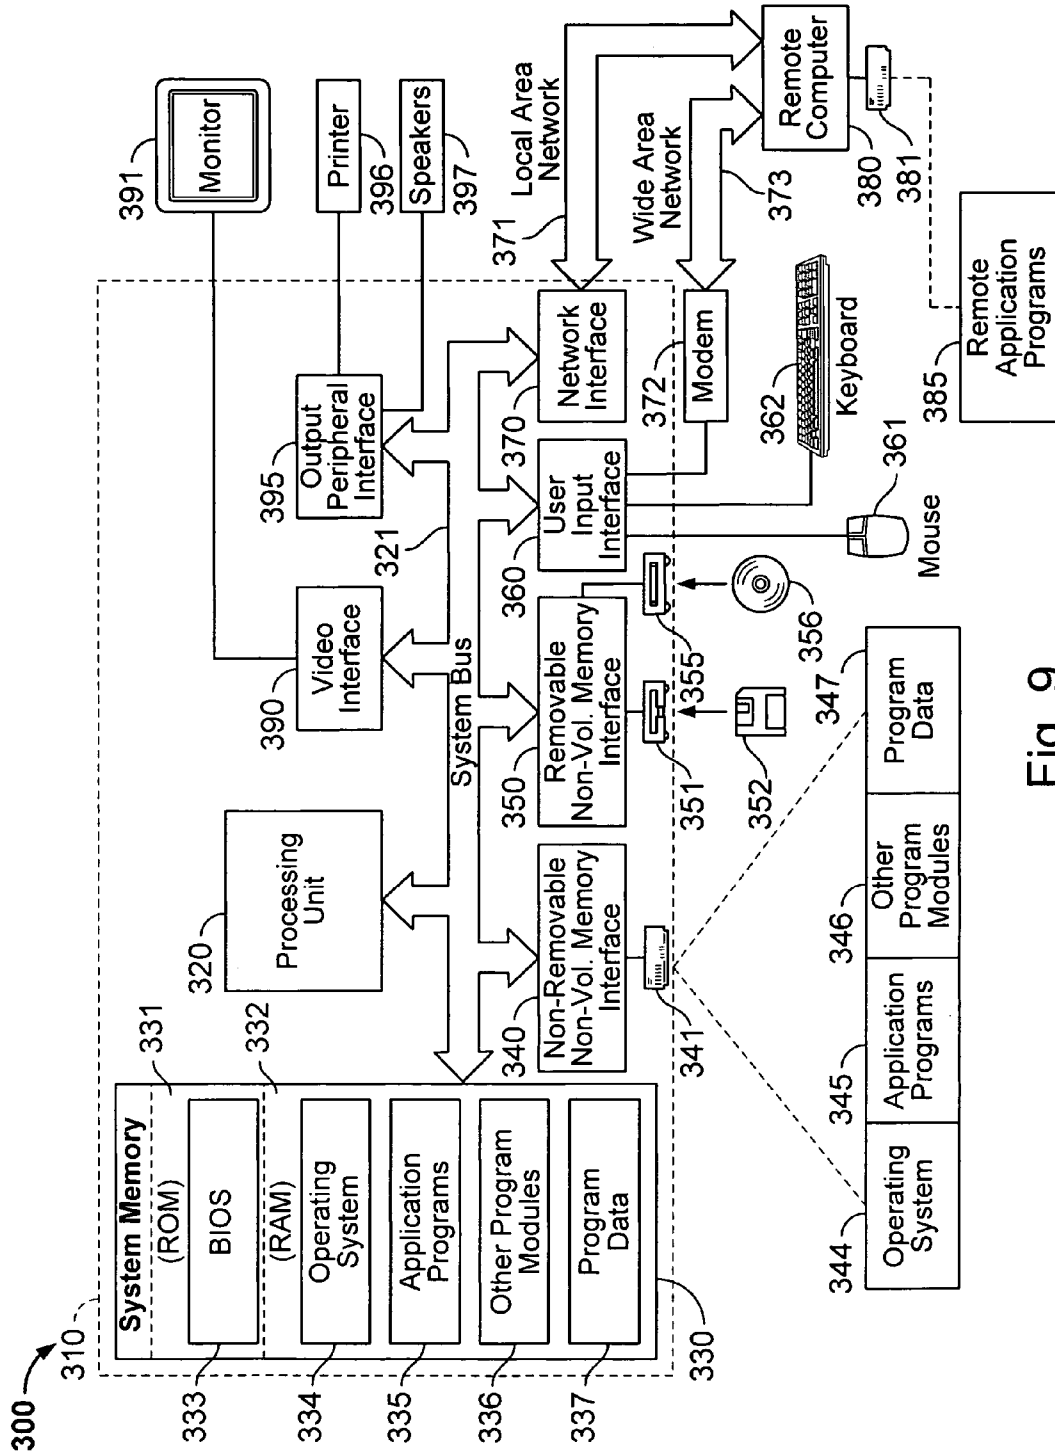 300
310
System Memory
(ROM)
331
BIOS
333
(RAM)
332
Operating
System
334
Application
Programs
335
Other Program
Modules
336
Program
Data
337
330
320
Processing
Unit
390
Video
Interface
395
Output
Peripheral
Interface
321
System Bus
391
Monitor
Printer
396
Speakers
397
340
Non-Removable
Non-Vol. Memory
Interface
341
350
Removable
Non-Vol. Memory
Interface
351
355
352
356
360
User
Input
Interface
370
Network
Interface
371
Local Area
Network
372
Modem
Wide Area
Network
373
Remote
Computer
380
381
362
Keyboard
361
Mouse
385
Remote
Application
Programs
344
Operating
System
345
Application
Programs
346
Other
Program
Modules
347
Program
Data
Fig. 9